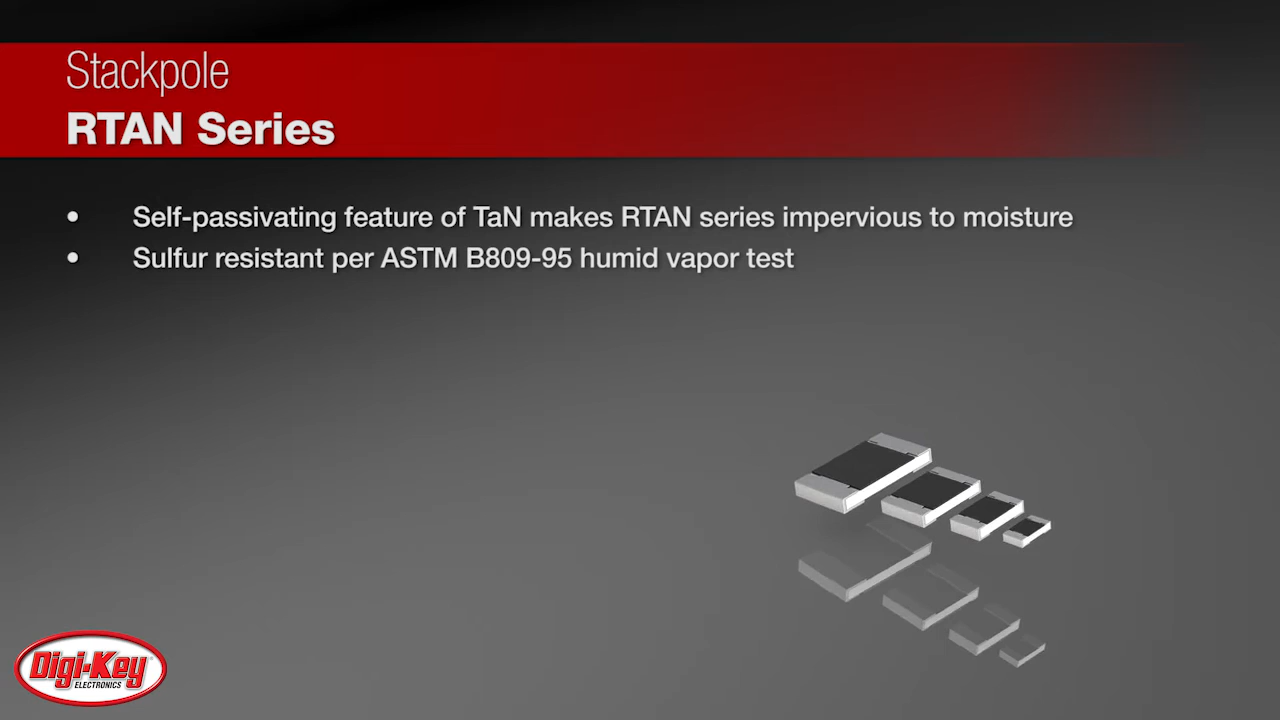 Stackpole
RTAN Series
• Self-passivating feature of TaN makes RTAN series impervious to moisture
• Sulfur resistant per ASTM B809-95 humid vapor test
Digi-Key
ELECTRONICS